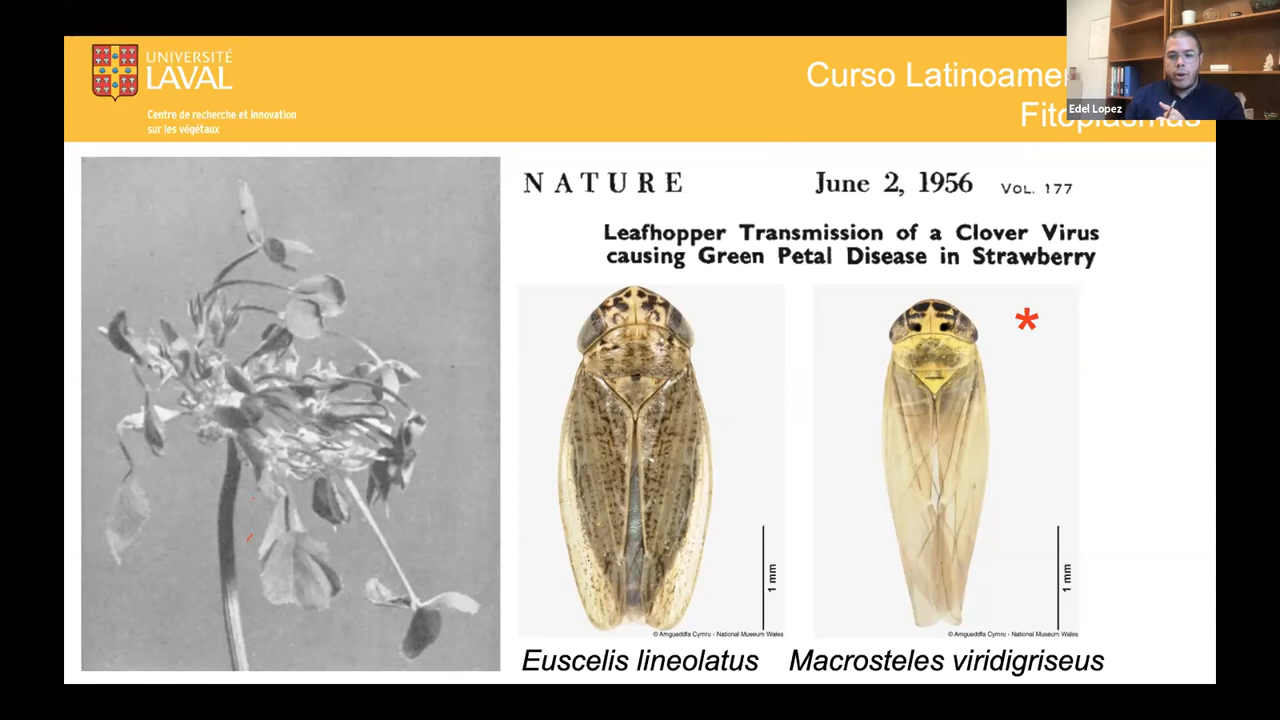 UNIVERSITÉ
LAVAL
Centre de recherche et innovation
sur les végétaux
Curso Latinoamer
Fitoplasmas
Edel Lopez
NATURE June 2, 1956 VOL. 177
Leafhopper Transmission of a Clover Virus
causing Green Petal Disease in Strawberry
*
1 mm
1 mm
© Amgueddfa Cymru - National Museum Wales
© Amgueddfa Cymru - National Museum Wales
Euscelis lineolatus
Macrosteles viridigriseus